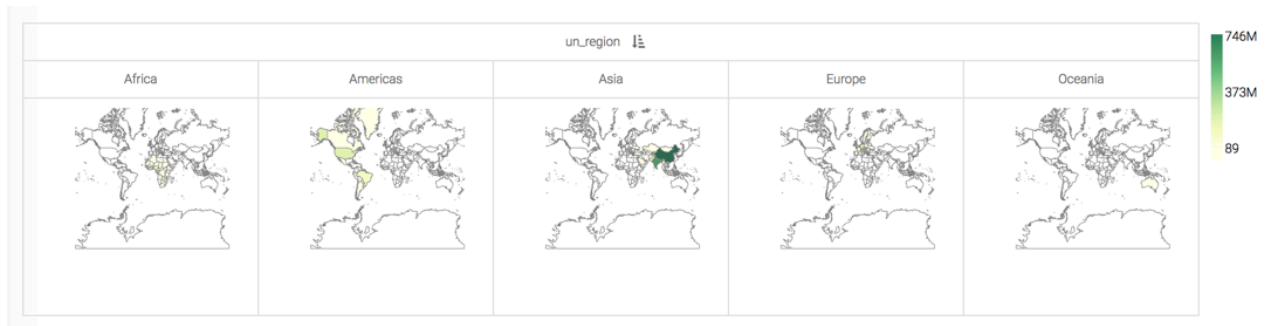 un_region
Africa
Americas
Asia
Europe
Oceania
746M
373M
89